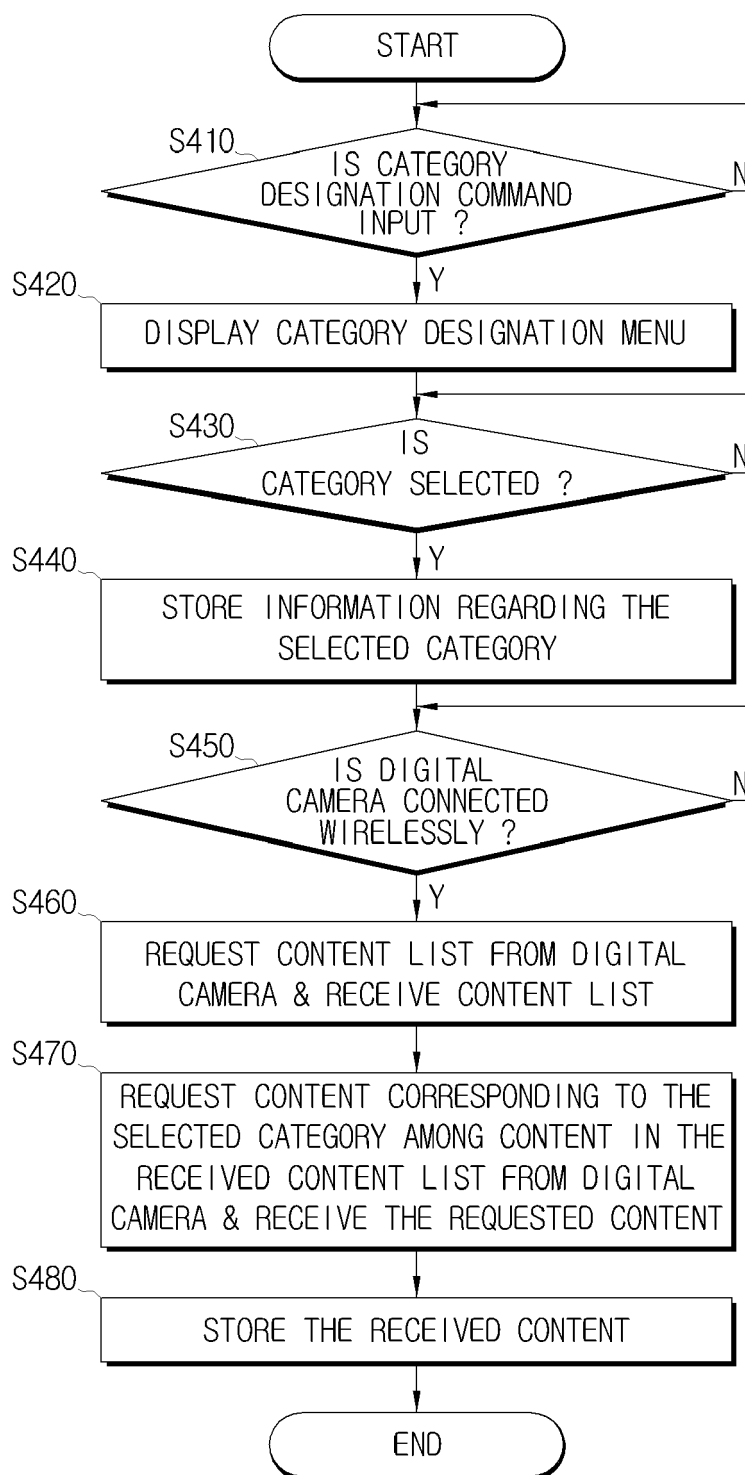 START
S410
IS CATEGORY
DESIGNATION COMMAND
INPUT ?
N
Y
S420
DISPLAY CATEGORY DESIGNATION MENU
S430
IS
CATEGORY SELECTED ?
N
Y
S440
STORE INFORMATION REGARDING THE
SELECTED CATEGORY
S450
IS DIGITAL
CAMERA CONNECTED
WIRELESSLY ?
N
Y
S460
REQUEST CONTENT LIST FROM DIGITAL
CAMERA & RECEIVE CONTENT LIST
S470
REQUEST CONTENT CORRESPONDING TO THE
SELECTED CATEGORY AMONG CONTENT IN THE
RECEIVED CONTENT LIST FROM DIGITAL
CAMERA & RECEIVE THE REQUESTED CONTENT
S480
STORE THE RECEIVED CONTENT
END